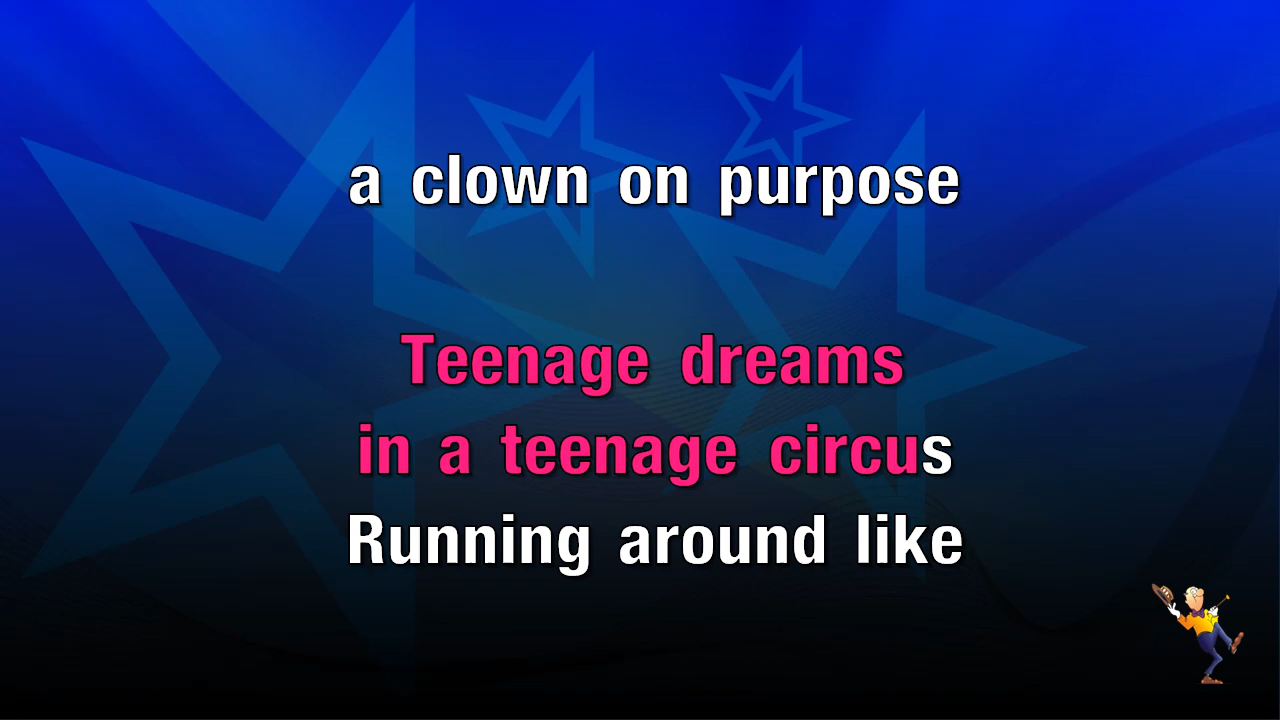 a clown on purpose
Teenage dreams
in a teenage circus
Running around like